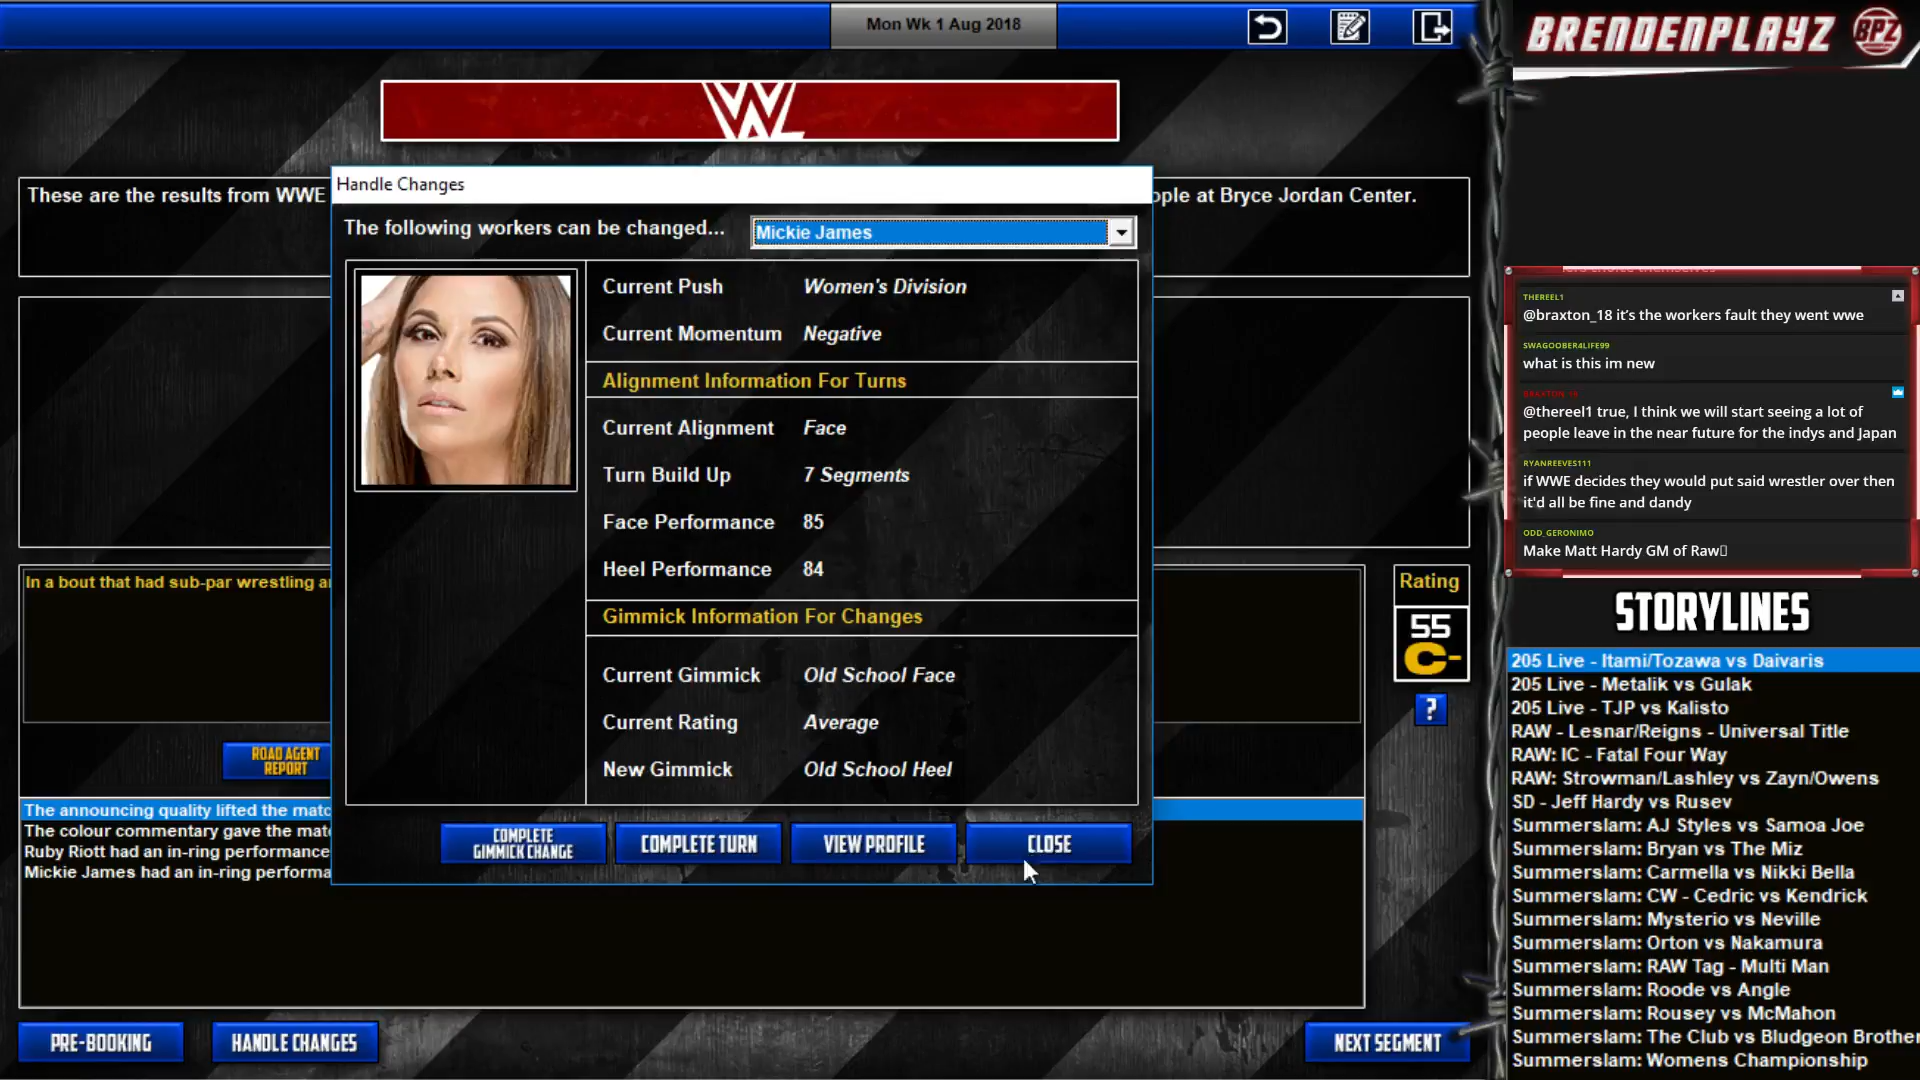 Mon Wk 1 Aug 2018
BRENDENPLAYZ
BPZ
These are the results from WWE
ople at Bryce Jordan Center.
Handle Changes
The following workers can be changed...
Mickie James
Current Push Women's Division
Current Momentum Negative
Alignment Information For Turns
Current Alignment Face
Turn Build Up 7 Segments
Face Performance 85
Heel Performance 84
Gimmick Information For Changes
Current Gimmick Old School Face
Current Rating Average
New Gimmick Old School Heel
COMPLETE
GIMMICK CHANGE
COMPLETE TURN
VIEW PROFILE
CLOSE
In a bout that had sub-par wrestling a
Rating
55
C-
?
ROAD AGENT
REPORT
The announcing quality lifted the matc
The colour commentary gave the mat
Ruby Riott had an in-ring performance
Mickie James had an in-ring performa
PRE-BOOKING
HANDLE CHANGES
NEXT SEGMENT
THEREEL1
@braxton_18 it's the workers fault they went wwe
SWAGOOBER4LIFE99
what is this im new
BRAXTON_18
@thereel1 true, I think we will start seeing a lot of
people leave in the near future for the indys and Japan
RYANREEVES111
if WWE decides they would put said wrestler over then
it'd all be fine and dandy
ODD_GERONIMO
Make Matt Hardy GM of Raw
STORYLINES
205 Live - Itami/Tozawa vs Daivaris
205 Live - Metalik vs Gulak
205 Live - TJP vs Kalisto
RAW - Lesnar/Reigns - Universal Title
RAW: IC - Fatal Four Way
RAW: Strowman/Lashley vs Zayn/Owens
SD - Jeff Hardy vs Rusev
Summerslam: AJ Styles vs Samoa Joe
Summerslam: Bryan vs The Miz
Summerslam: Carmella vs Nikki Bella
Summerslam: CW - Cedric vs Kendrick
Summerslam: Mysterio vs Neville
Summerslam: Orton vs Nakamura
Summerslam: RAW Tag - Multi Man
Summerslam: Roode vs Angle
Summerslam: Rousey vs McMahon
Summerslam: The Club vs Bludgeon Brother
Summerslam: Womens Championship